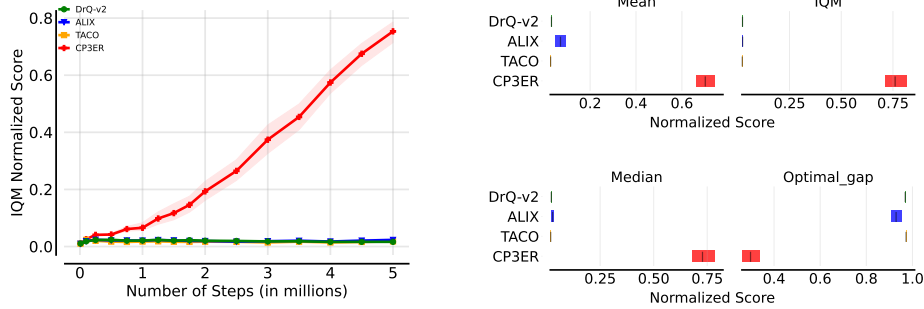 DrQ-v2
ALIX
TACO
CP3ER
IQM Normalized Score
0.8
0.6
0.4
0.2
0.0
0 1 2 3 4 5
Number of Steps (in millions)
Mean IQM
DrQ-v2
ALIX
TACO
CP3ER
0.2 0.4 0.6 0.25 0.50 0.75
Normalized Score
Median Optimal_gap
DrQ-v2
ALIX
TACO
CP3ER
0.25 0.50 0.75 0.4 0.6 0.8 1.0
Normalized Score